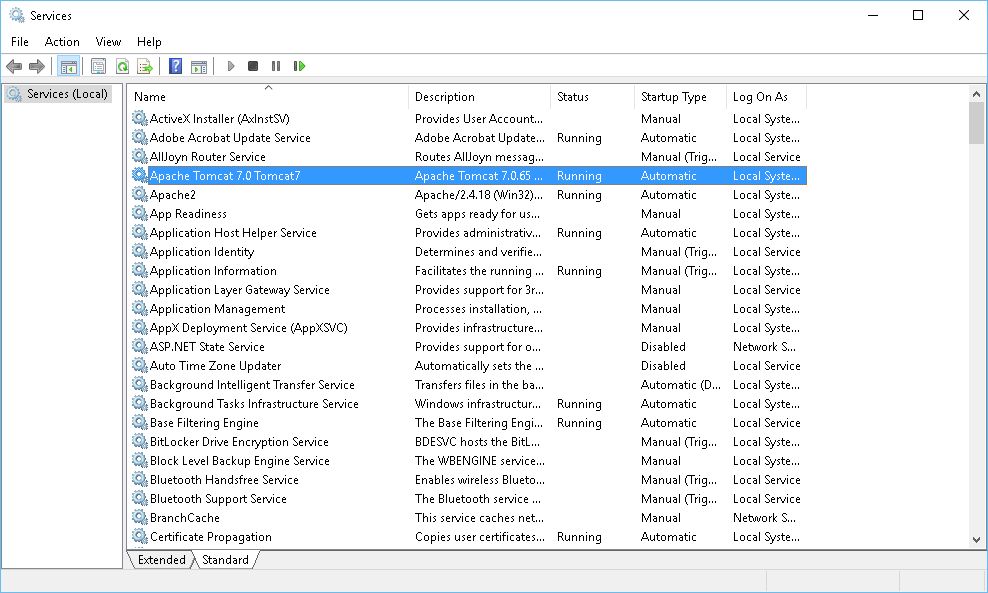 Services
File Action View Help
Services (Local)
Name Description Status Startup Type Log On As
ActiveX Installer (AxInstSV) Provides User Account... Manual Local Syste...
Adobe Acrobat Update Service Adobe Acrobat Update... Running Automatic Local Syste...
AllJoyn Router Service Routes AllJoyn messag... Manual (Trig... Local Service
Apache Tomcat 7.0 Tomcat7 Apache Tomcat 7.0.65 ... Running Automatic Local Syste...
Apache2 Apache/2.4.18 (Win32)... Running Automatic Local Syste...
App Readiness Gets apps ready for us... Manual Local Syste...
Application Host Helper Service Provides administrativ... Running Automatic Local Syste...
Application Identity Determines and verifie... Manual (Trig... Local Service
Application Information Facilitates the running ... Running Manual (Trig... Local Syste...
Application Layer Gateway Service Provides support for 3r... Manual Local Service
Application Management Processes installation, ... Manual Local Syste...
AppX Deployment Service (AppXSVC) Provides infrastructure... Manual Local Syste...
ASP.NET State Service Provides support for o... Disabled Network S...
Auto Time Zone Updater Automatically sets the ... Disabled Local Service
Background Intelligent Transfer Service Transfers files in the ba... Automatic (D... Local Syste...
Background Tasks Infrastructure Service Windows infrastructur... Running Automatic Local Syste...
Base Filtering Engine The Base Filtering Engi... Running Automatic Local Service
BitLocker Drive Encryption Service BDESVC hosts the BitL... Manual (Trig... Local Syste...
Block Level Backup Engine Service The WBENGINE service... Manual Local Syste...
Bluetooth Handsfree Service Enables wireless Blueto... Manual (Trig... Local Service
Bluetooth Support Service The Bluetooth service ... Manual (Trig... Local Service
BranchCache This service caches net... Manual Network S...
Certificate Propagation Copies user certificates... Running Automatic Local Syste...
Extended Standard